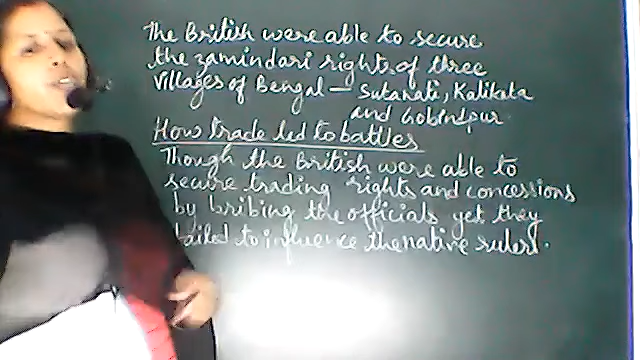 The British were able to secure
the zamindari rights of three
villages of Bengal — Sutanati, Kalikata
and Gobindpur.
How trade led to battles
Though the British were able to
secure trading rights and concessions
by bribing the officials yet they
failed to influence the native rulers.